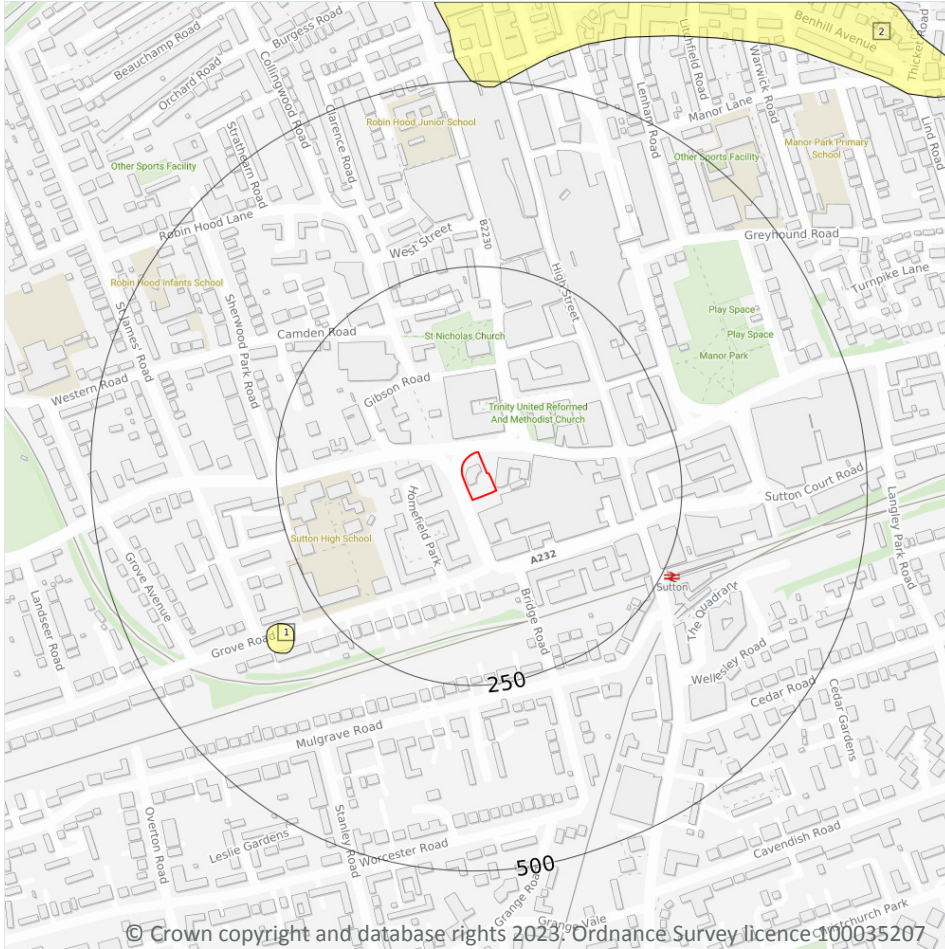 Burgess Road
Beauchamp Road
Orchard Road
Collingwood Road
Clarence Road
Strathearn Road
Robin Hood Junior School
Litchfield Road
Benhill Avenue
2
Thicket Road
Warwick Road
Lenham Road
Manor Lane
Lind Road
Other Sports Facility
Other Sports Facility
Manor Park Primary
School
Robin Hood Lane
West Street
B2230
Greyhound Road
Turnpike Lane
Robin Hood Infants School
St James' Road
Sherwood Park Road
High Street
Camden Road
St Nicholas Church
Play Space
Play Space
Manor Park
Western Road
Gibson Road
Trinity United Reformed
And Methodist Church
Sutton Court Road
Langley Park Road
Homefield Park
Sutton High School
A232
Grove Avenue
Landseer Road
Sutton
The Quadrant
Bridge Road
Grove Road
1
Wellesley Road
Cedar Road
Cedar Gardens
250
Mulgrave Road
Overton Road
Stanley Road
Leslie Gardens
Worcester Road
Cavendish Road
500
Grange Road
Grange Vale
© Crown copyright and database rights 2023. Ordnance Survey licence 100035207